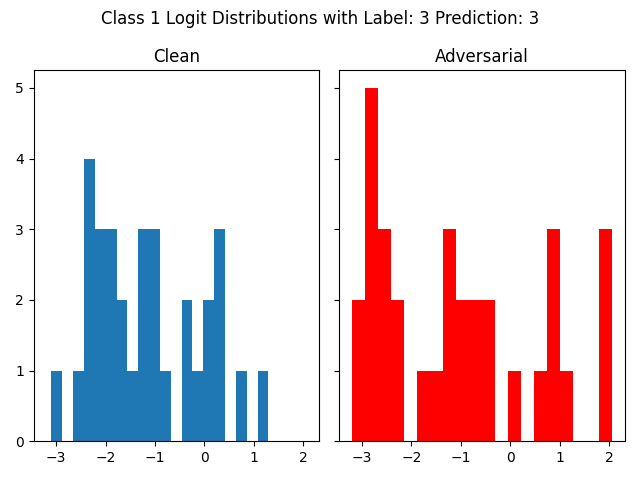 Class 1 Logit Distributions with Label: 3 Prediction: 3
Clean
Adversarial
5
4
3
2
1
0
−3 −2 −1 0 1 2
−3 −2 −1 0 1 2